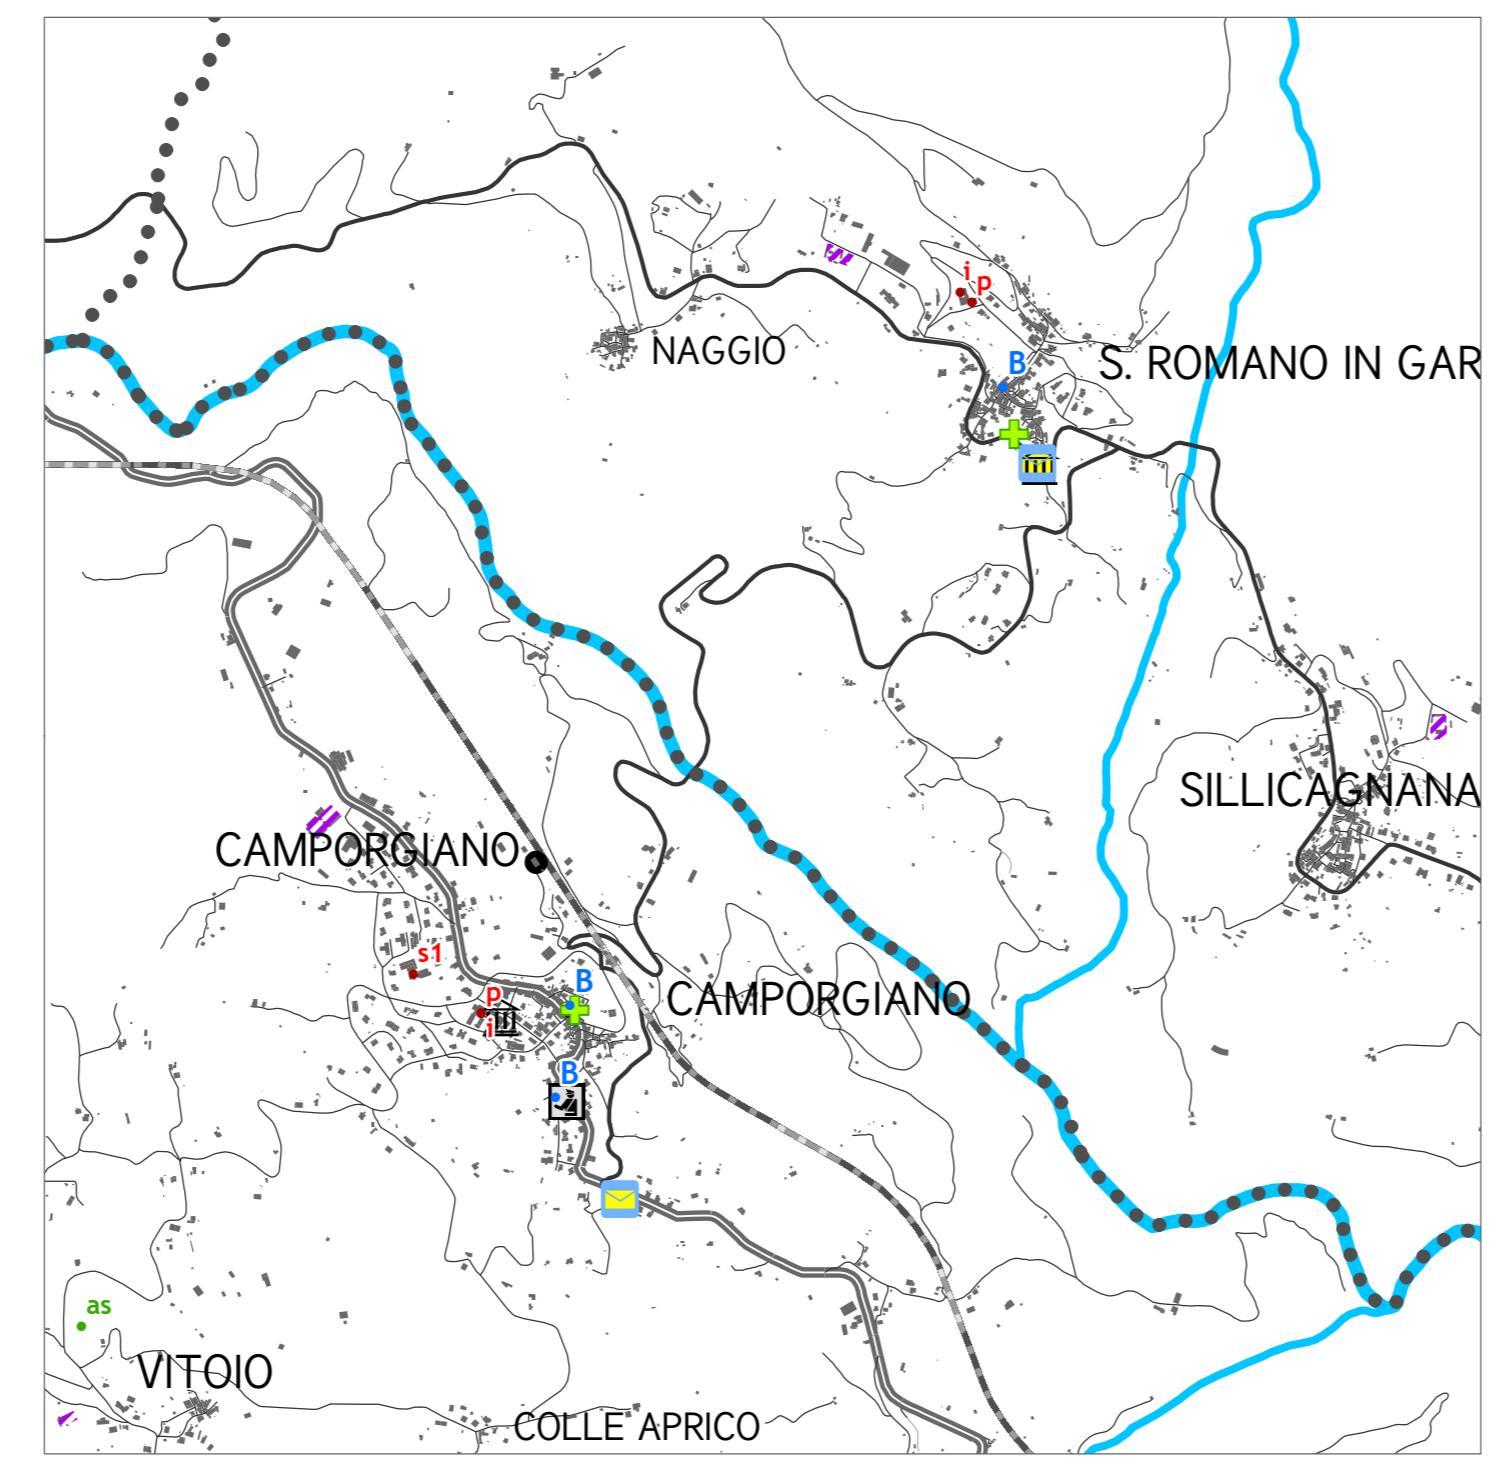 i p
NAGGIO
B
S. ROMANO IN GAR
SILLICAGNANA
CAMPORGIANO
s1
B
p
CAMPORGIANO
i
B
as
VITOIO
COLLE APRICO